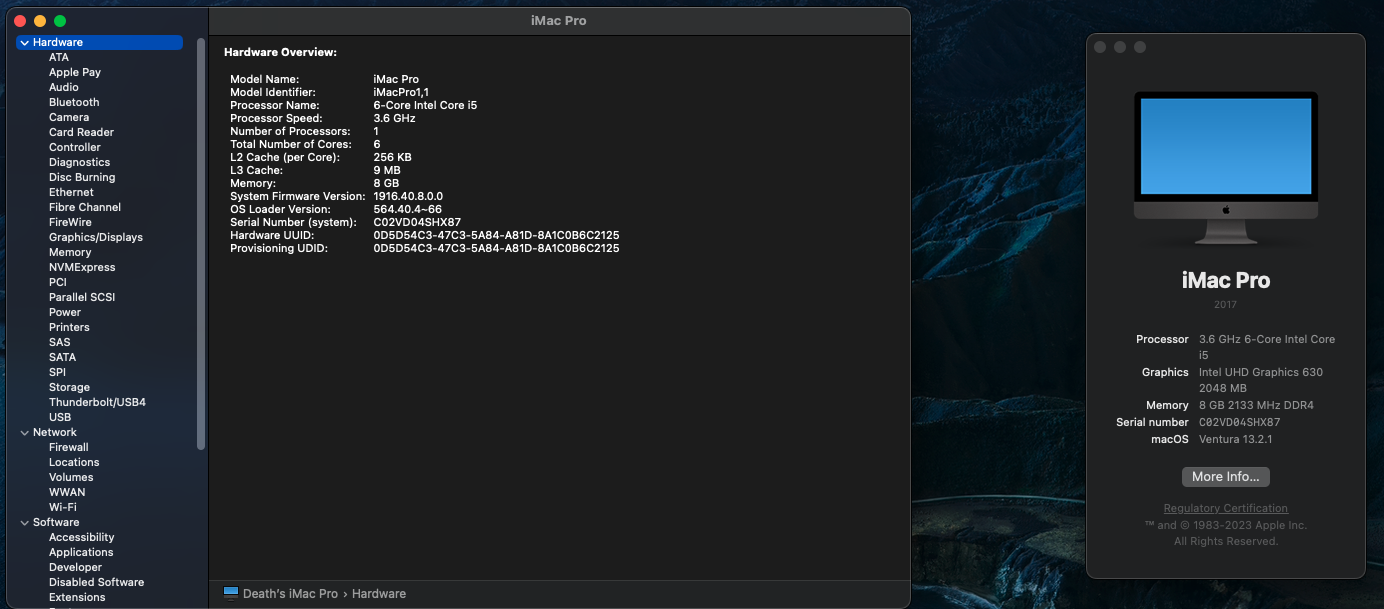 iMac Pro
Hardware
ATA
Apple Pay
Audio
Bluetooth
Camera
Card Reader
Controller
Diagnostics
Disc Burning
Ethernet
Fibre Channel
FireWire
Graphics/Displays
Memory
NVMExpress
PCI
Parallel SCSI
Power
Printers
SAS
SATA
SPI
Storage
Thunderbolt/USB4
USB
Network
Firewall
Locations
Volumes
WWAN
Wi-Fi
Software
Accessibility
Applications
Developer
Disabled Software
Extensions
Hardware Overview:
Model Name: iMac Pro
Model Identifier: iMacPro1,1
Processor Name: 6-Core Intel Core i5
Processor Speed: 3.6 GHz
Number of Processors: 1
Total Number of Cores: 6
L2 Cache (per Core): 256 KB
L3 Cache: 9 MB
Memory: 8 GB
System Firmware Version: 1916.40.8.0.0
OS Loader Version: 564.40.4~66
Serial Number (system): C02VD04SHX87
Hardware UUID: 0D5D54C3-47C3-5A84-A81D-8A1C0B6C2125
Provisioning UDID: 0D5D54C3-47C3-5A84-A81D-8A1C0B6C2125
Death's iMac Pro › Hardware
iMac Pro
2017
Processor 3.6 GHz 6-Core Intel Core
i5
Graphics Intel UHD Graphics 630
2048 MB
Memory 8 GB 2133 MHz DDR4
Serial number C02VD04SHX87
macOS Ventura 13.2.1
More Info...
Regulatory Certification
™ and © 1983-2023 Apple Inc.
All Rights Reserved.